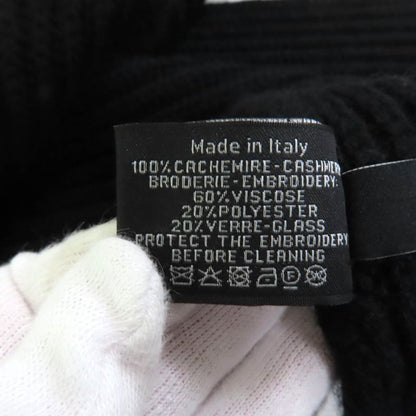 Made in Italy
100%CACHEMIRE-CASHMERE
BRODERIE-EMBROIDERY:
60%VISCOSE
20%POLYESTER
20%VERRE-GLASS
PROTECT THE EMBROIDERY
BEFORE CLEANING